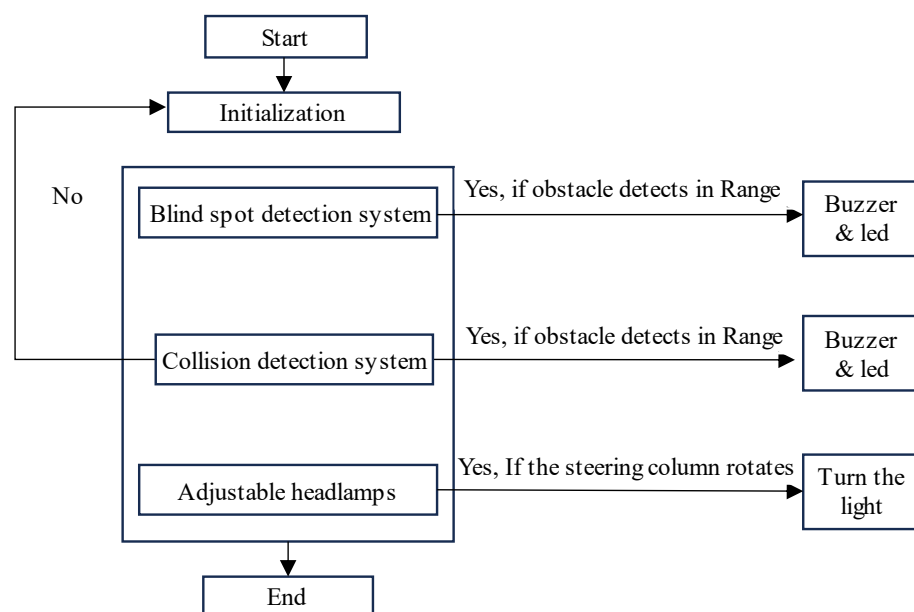 Start
Initialization
No
Blind spot detection system
Yes, if obstacle detects in Range
Buzzer
& led
Collision detection system
Yes, if obstacle detects in Range
Buzzer
& led
Adjustable headlamps
Yes, If the steering column rotates
Turn the
light
End